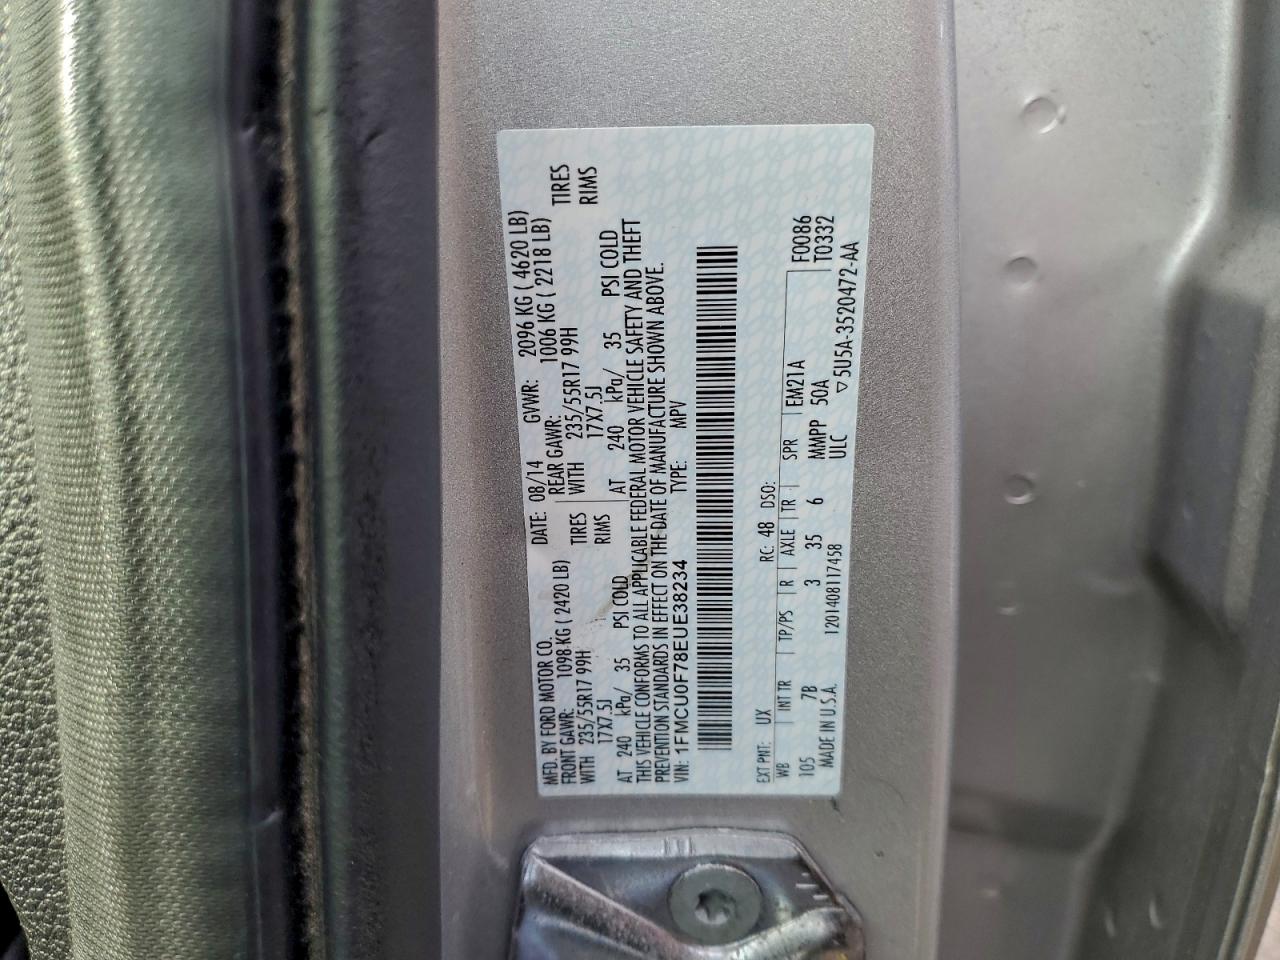 MFD. BY FORD MOTOR CO.
DATE: 08/14 GVWR: 2096 KG ( 4620 LB)
FRONT GAWR: 1098 KG ( 2420 LB) REAR GAWR: 1006 KG ( 2218 LB)
WITH 235/55R17 99H TIRES WITH 235/55R17 99H TIRES
17X7.5J RIMS 17X7.5J RIMS
AT 240 kPa/ 35 PSI COLD AT 240 kPa/ 35 PSI COLD
THIS VEHICLE CONFORMS TO ALL APPLICABLE FEDERAL MOTOR VEHICLE SAFETY AND THEFT
PREVENTION STANDARDS IN EFFECT ON THE DATE OF MANUFACTURE SHOWN ABOVE.
VIN: 1FMCU0F78EUE38234 TYPE: MPV
EXT PNT: UX RC: 48 DSO:
WB INT TR TP/PS R AXLE TR SPR EM21A F0086
105 7B 3 35 6 MMPP 50A T0332
MADE IN U.S.A. 1201408117458 ULC ▽5U5A-3520472-AA